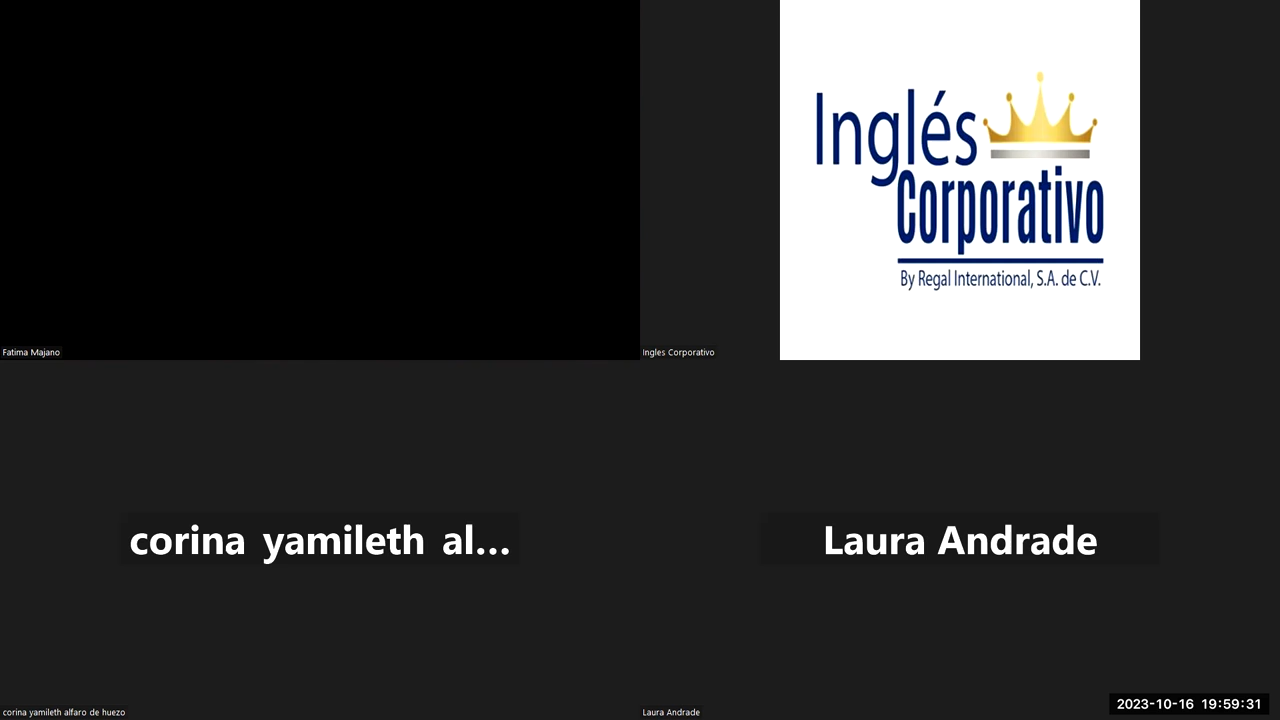 Inglés
Corporativo
By Regal International, S.A. de C.V.
Fatima Majano
Ingles Corporativo
corina yamileth al...
Laura Andrade
corina yamileth alfaro de huezo
Laura Andrade
2023-10-16 19:59:31